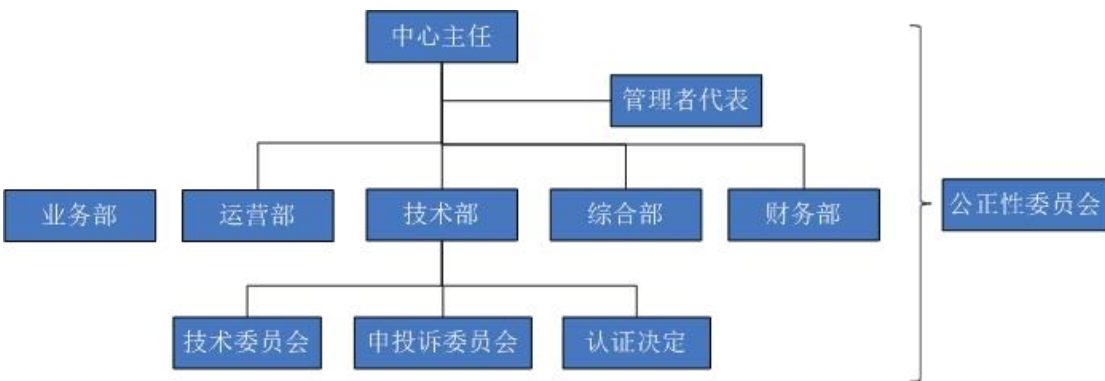 中心主任
管理者代表
业务部
运营部
技术部
综合部
财务部
公正性委员会
技术委员会
申投诉委员会
认证决定